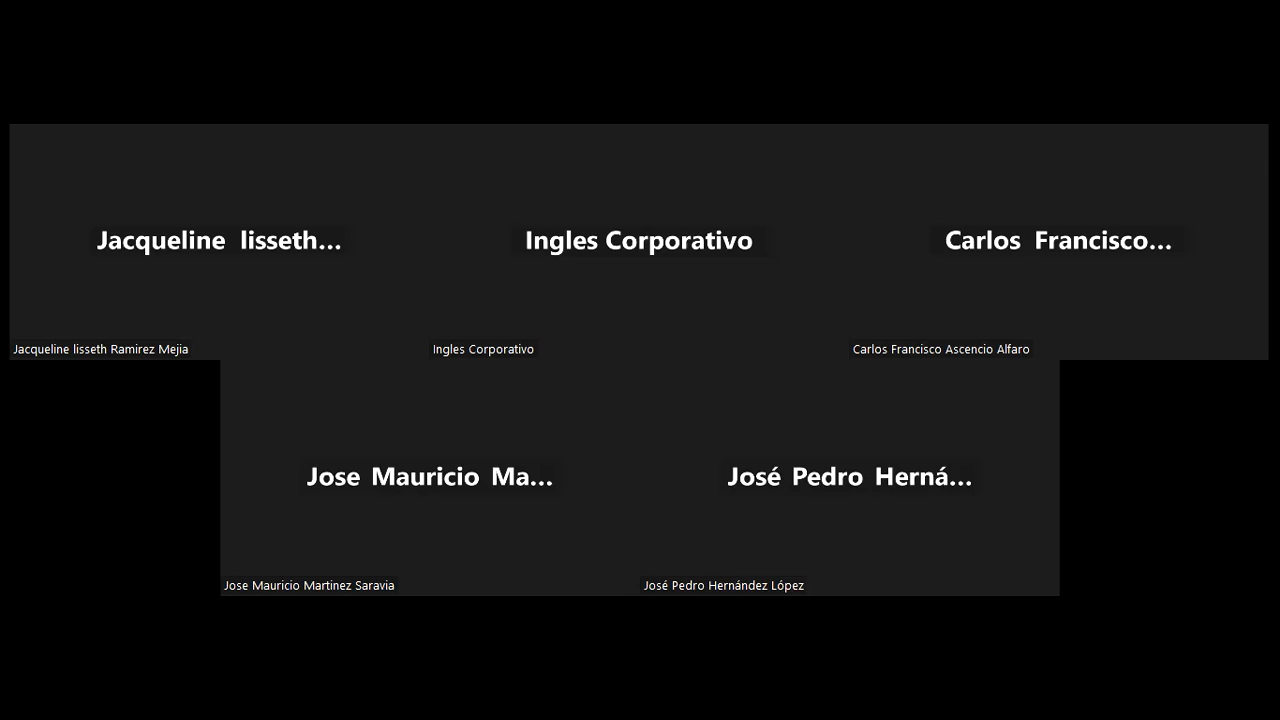 Jacqueline lisseth...
Ingles Corporativo
Carlos Francisco...
Jacqueline lisseth Ramirez Mejia
Ingles Corporativo
Carlos Francisco Ascencio Alfaro
Jose Mauricio Ma...
José Pedro Herná...
Jose Mauricio Martinez Saravia
José Pedro Hernández López